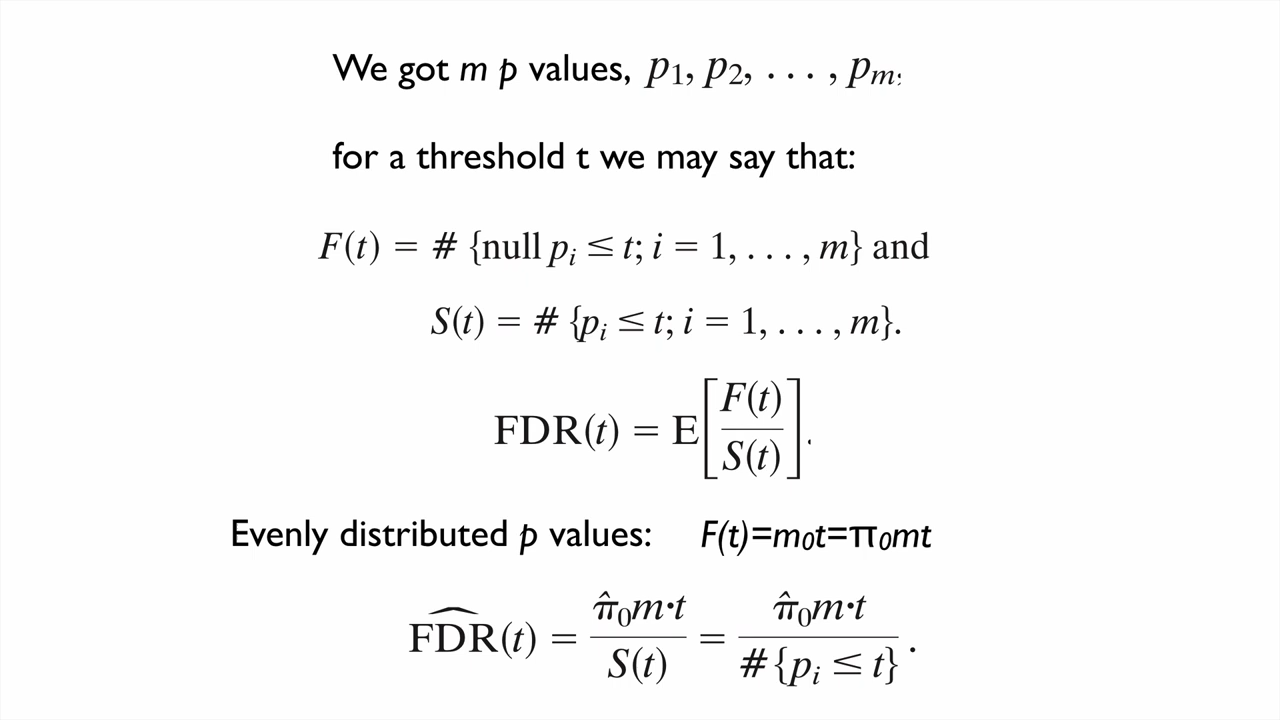 We got m p values, p₁, p₂, . . . , pₘ;
for a threshold t we may say that:
F(t) = # {null pᵢ ≤ t; i = 1, . . . , m} and
S(t) = # {pᵢ ≤ t; i = 1, . . . , m}.
FDR(t) = E[F(t)/S(t)].
Evenly distributed p values: F(t)=m₀t=π₀mt
F̂DR(t) = π̂₀m·t / S(t) = π̂₀m·t / #{pᵢ ≤ t} .